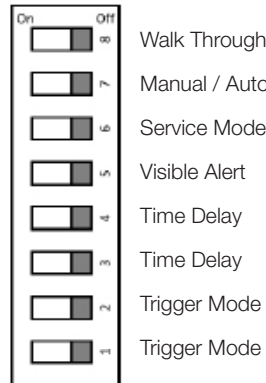 On Off
8 Walk Through
7 Manual / Auto
6 Service Mode
5 Visible Alert
4 Time Delay
3 Time Delay
2 Trigger Mode
1 Trigger Mode